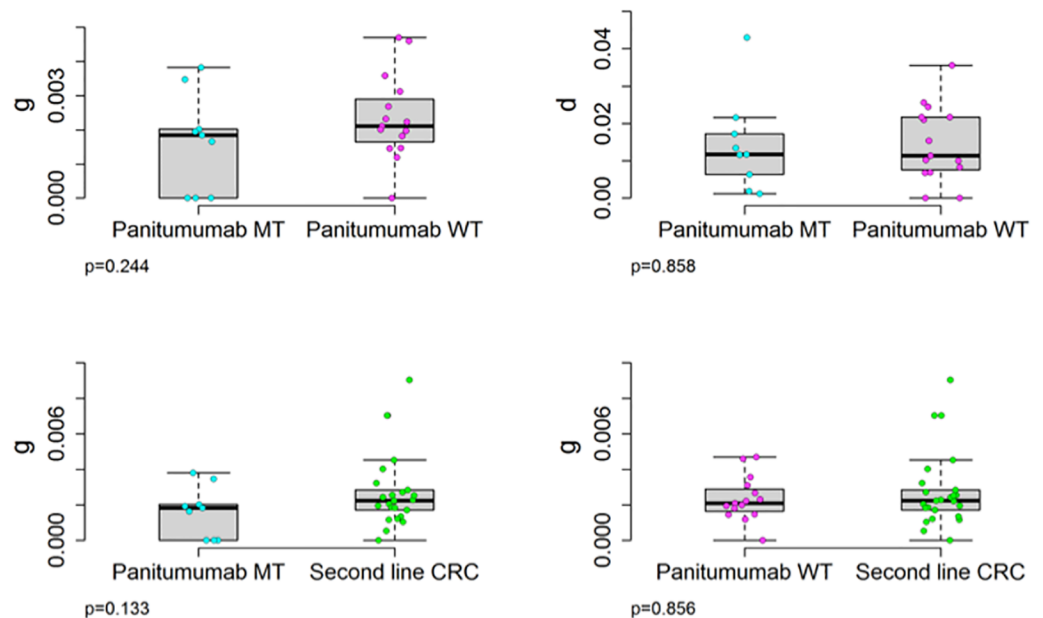 g
0.003
0.000
Panitumumab MT
Panitumumab WT
p=0.244
d
0.04
0.02
0.00
Panitumumab MT
Panitumumab WT
p=0.858
g
0.006
0.000
Panitumumab MT
Second line CRC
p=0.133
g
0.006
0.000
Panitumumab WT
Second line CRC
p=0.856